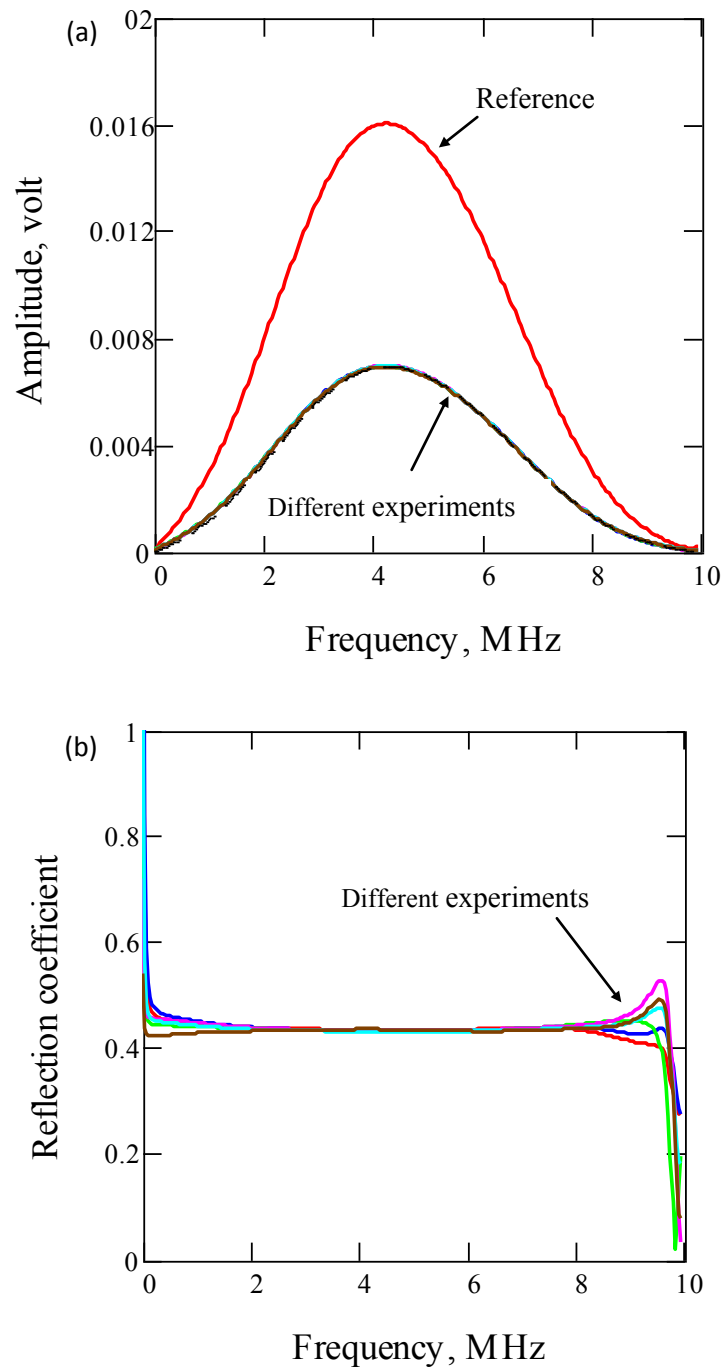 (a)
02
Reference
0.016
0.012
0.008
0.004
0
Amplitude, volt
Different experiments
0 2 4 6 8 10
Frequency, MHz
(b)
1
0.8
Different experiments
0.6
0.4
0.2
0
Reflection coefficient
0 2 4 6 8 10
Frequency, MHz